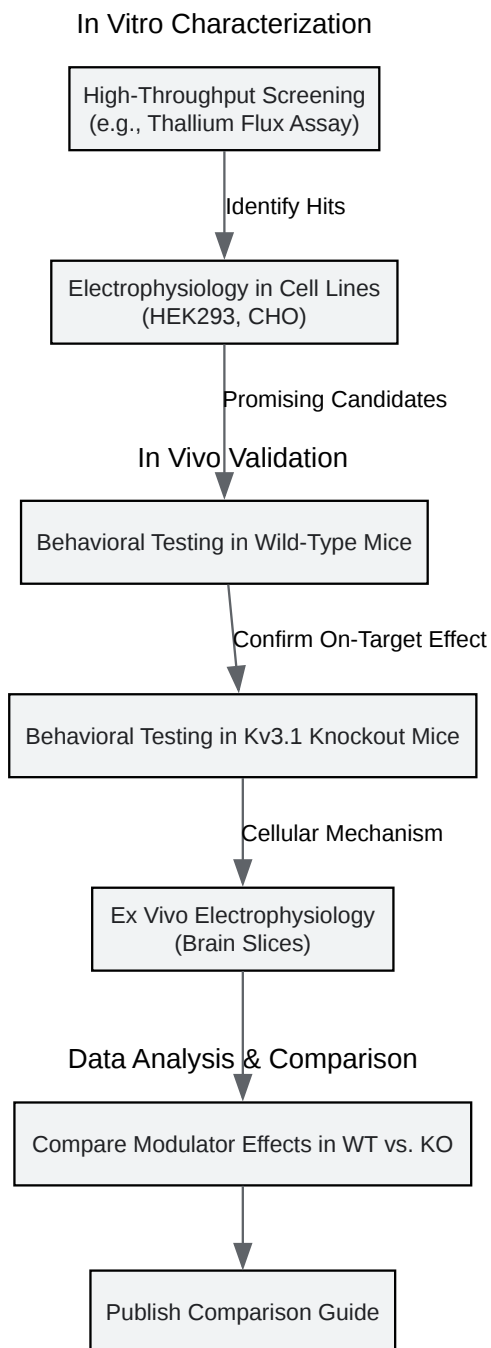 In Vitro Characterization
High-Throughput Screening
(e.g., Thallium Flux Assay)
Identify Hits
Electrophysiology in Cell Lines
(HEK293, CHO)
Promising Candidates
In Vivo Validation
Behavioral Testing in Wild-Type Mice
Confirm On-Target Effect
Behavioral Testing in Kv3.1 Knockout Mice
Cellular Mechanism
Ex Vivo Electrophysiology
(Brain Slices)
Data Analysis & Comparison
Compare Modulator Effects in WT vs. KO
Publish Comparison Guide